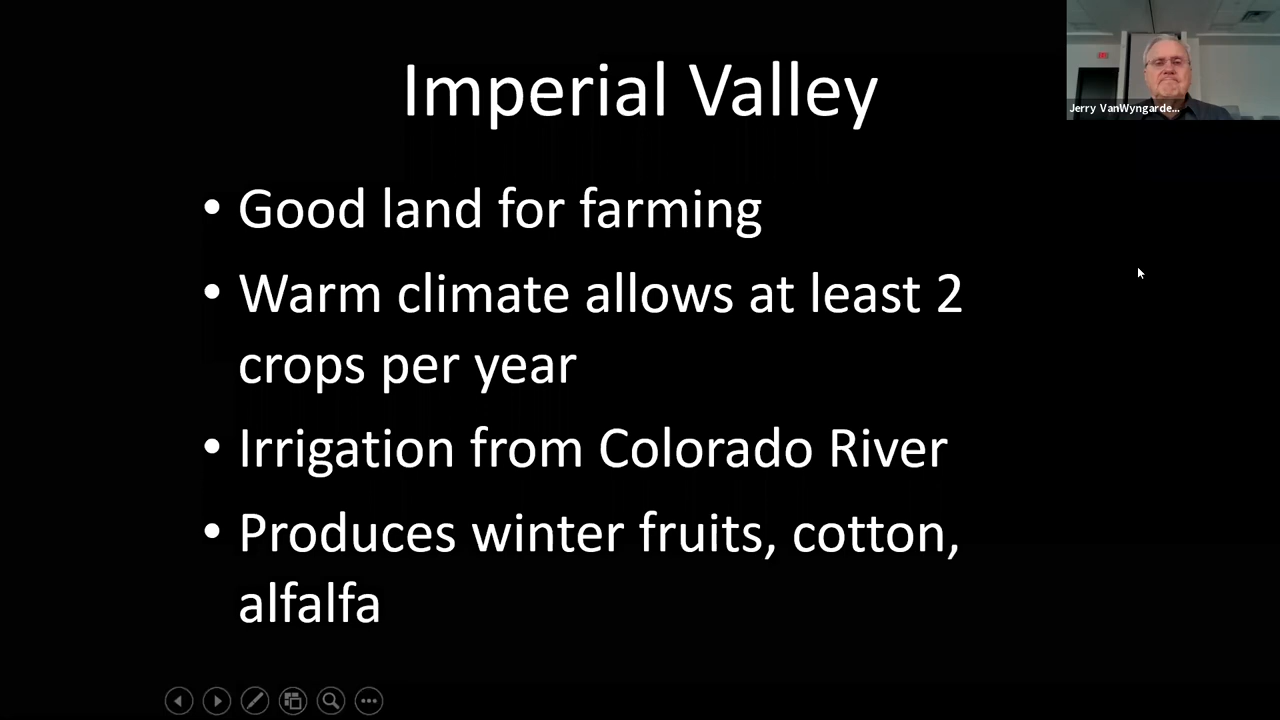 Imperial Valley
Jerry VanWyngarde...
• Good land for farming
• Warm climate allows at least 2
crops per year
• Irrigation from Colorado River
• Produces winter fruits, cotton,
alfalfa